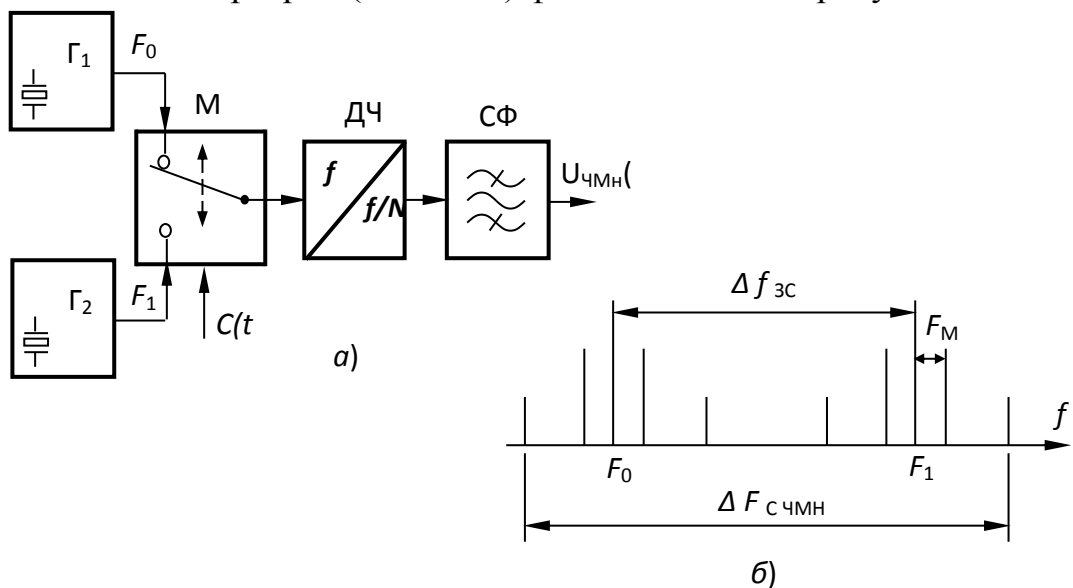 Г₁
F₀
М
ДЧ
СФ
f
f/N
UЧМн(
Г₂
F₁
C(t
а)
Δ f ЗС
FМ
f
F₀
F₁
Δ F С ЧМН
б)